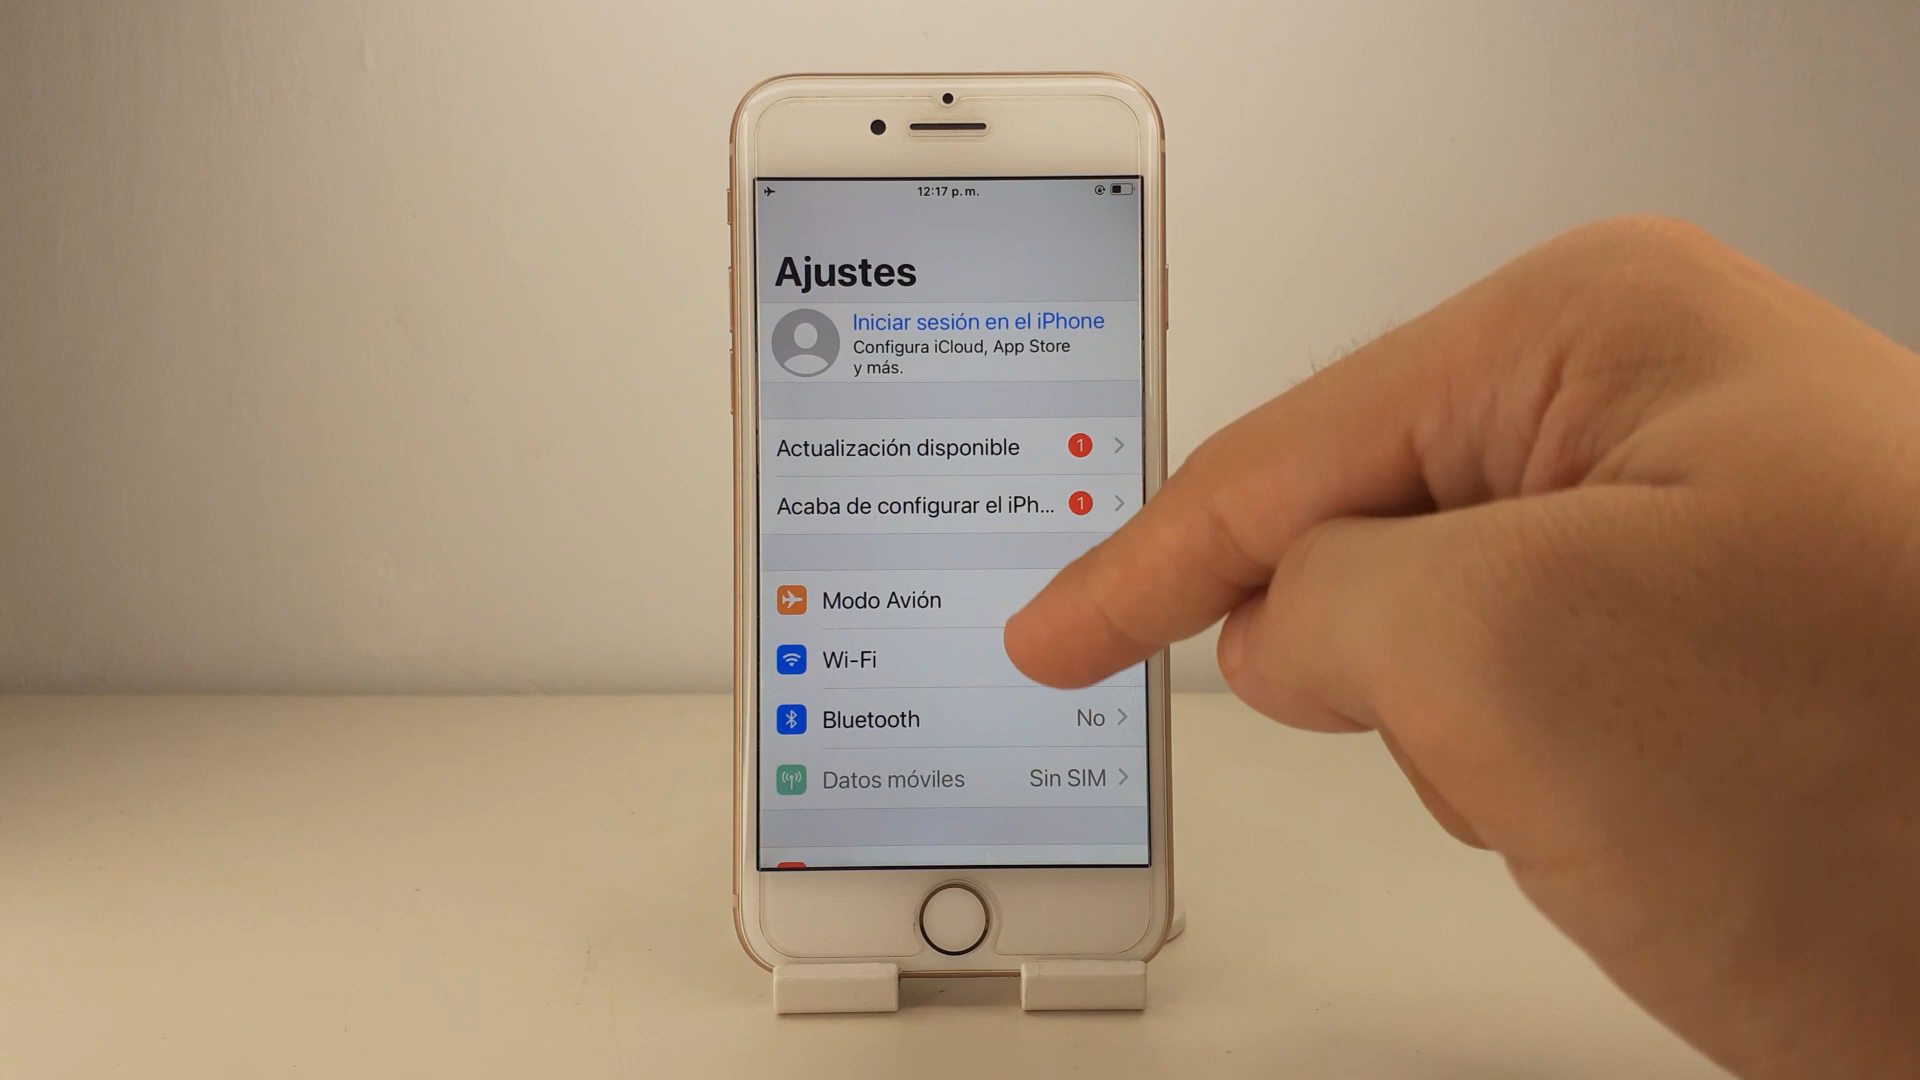 12:17 p. m.
Ajustes
Iniciar sesión en el iPhone
Configura iCloud, App Store
y más.
Actualización disponible 1
Acaba de configurar el iPh... 1
Modo Avión
Wi-Fi
Bluetooth No
Datos móviles Sin SIM